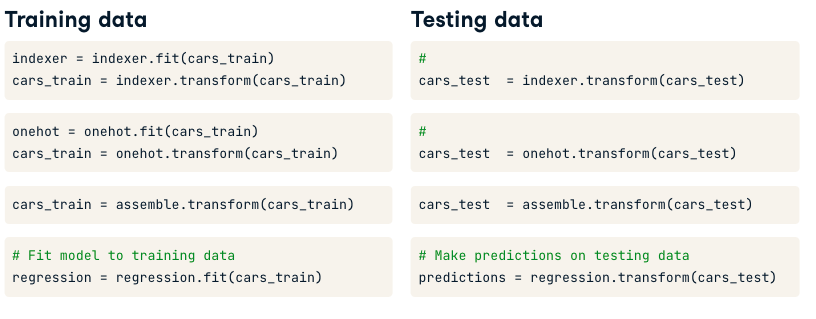 Training data
indexer = indexer.fit(cars_train)
cars_train = indexer.transform(cars_train)
onehot = onehot.fit(cars_train)
cars_train = onehot.transform(cars_train)
cars_train = assemble.transform(cars_train)
# Fit model to training data
regression = regression.fit(cars_train)
Testing data
#
cars_test  = indexer.transform(cars_test)
#
cars_test  = onehot.transform(cars_test)
cars_test  = assemble.transform(cars_test)
# Make predictions on testing data
predictions = regression.transform(cars_test)